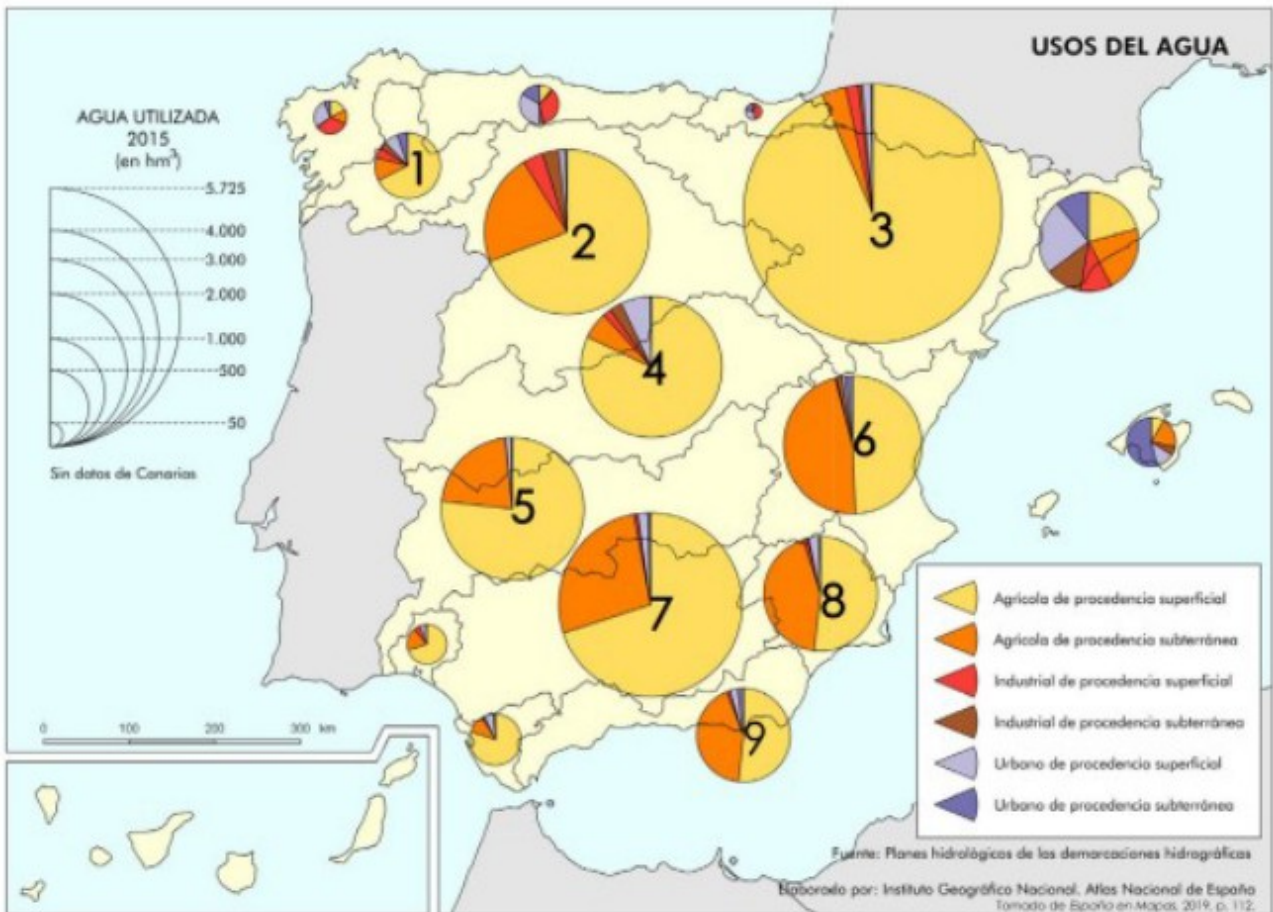 USOS DEL AGUA
AGUA UTILIZADA
2015
(en hm³)
5.725
4.000
3.000
2.000
1.000
500
50
Sin datos de Canarias
1
2
3
4
5
6
7
8
9
0 100 200 300 km
Agrícola de procedencia superficial
Agrícola de procedencia subterránea
Industrial de procedencia superficial
Industrial de procedencia subterránea
Urbano de procedencia superficial
Urbano de procedencia subterránea
Fuente: Planes hidrológicos de las demarcaciones hidrográficas
Elaborado por: Instituto Geográfico Nacional. Atlas Nacional de España
Tomado de España en Mapas, 2019, p. 112.